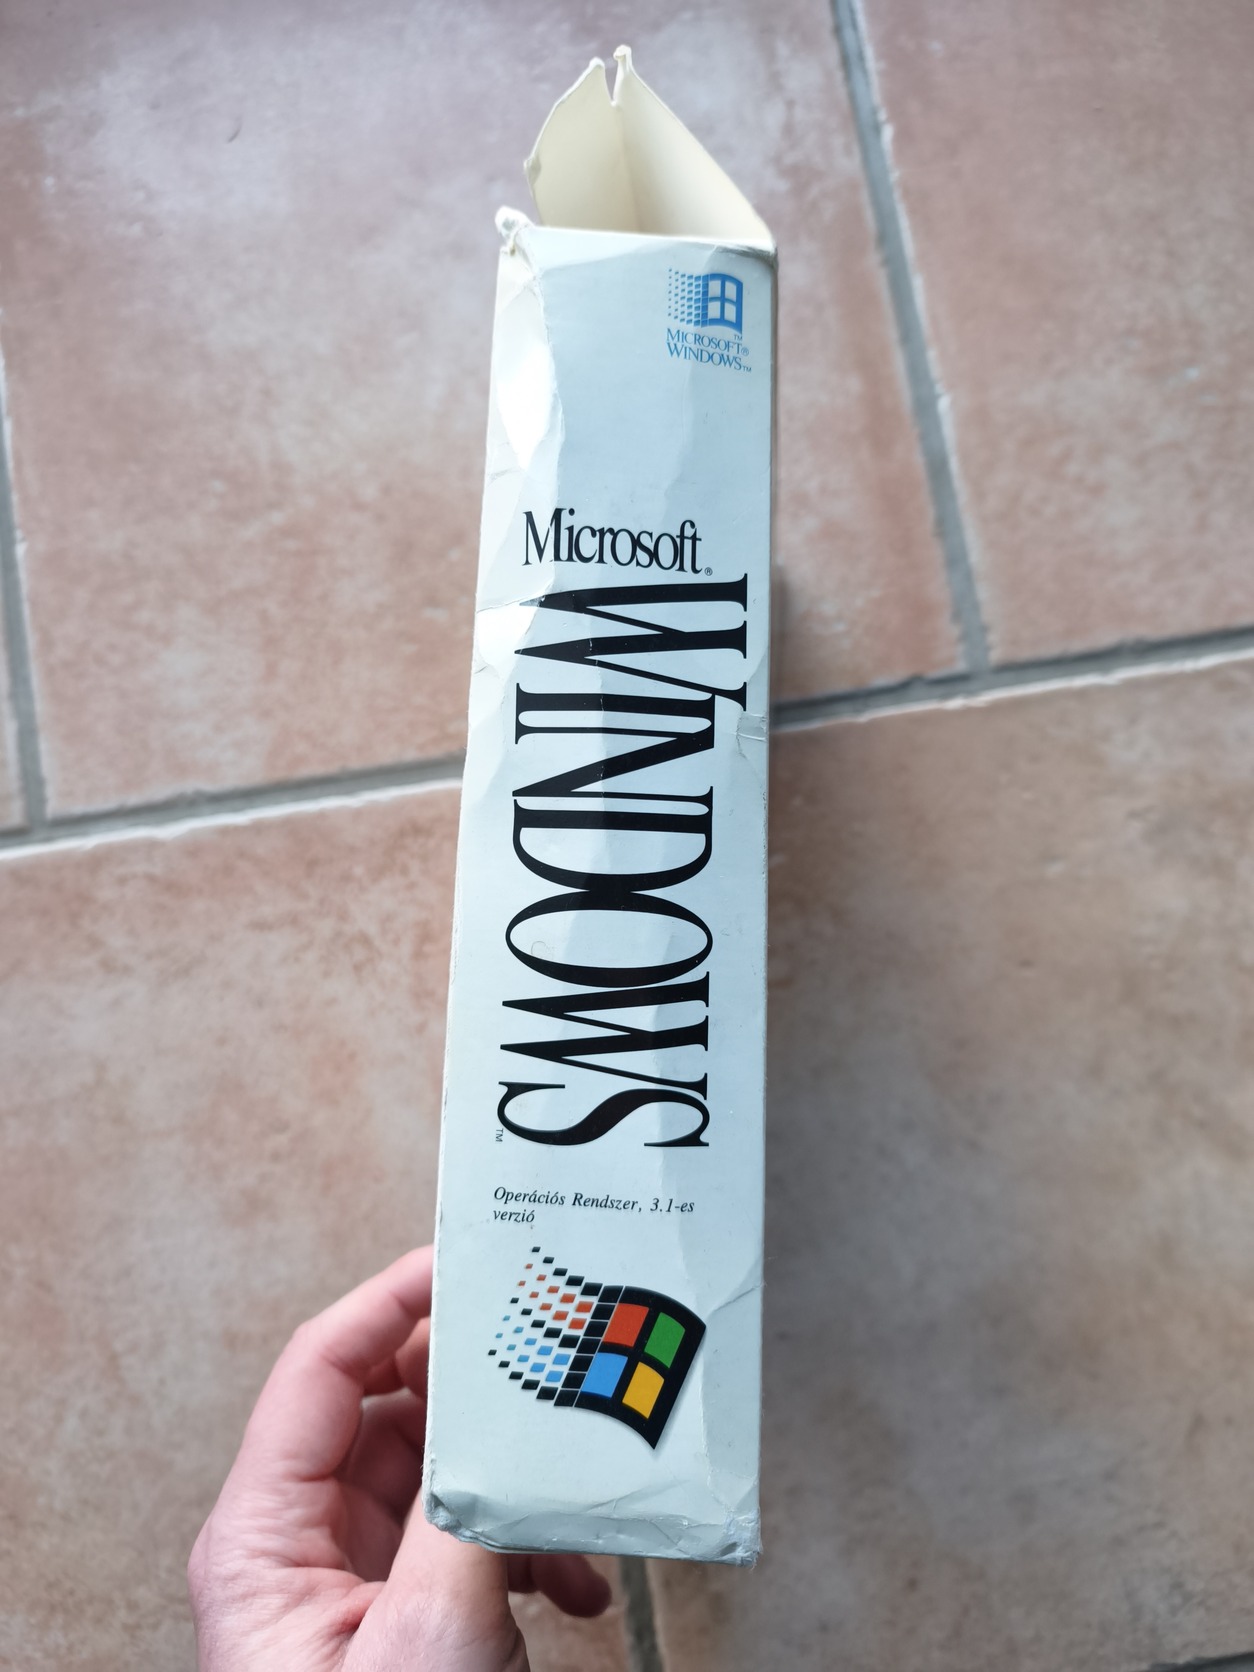 MICROSOFT®
WINDOWS™
Microsoft®
WINDOWS™
Operációs Rendszer, 3.1-es
verzió